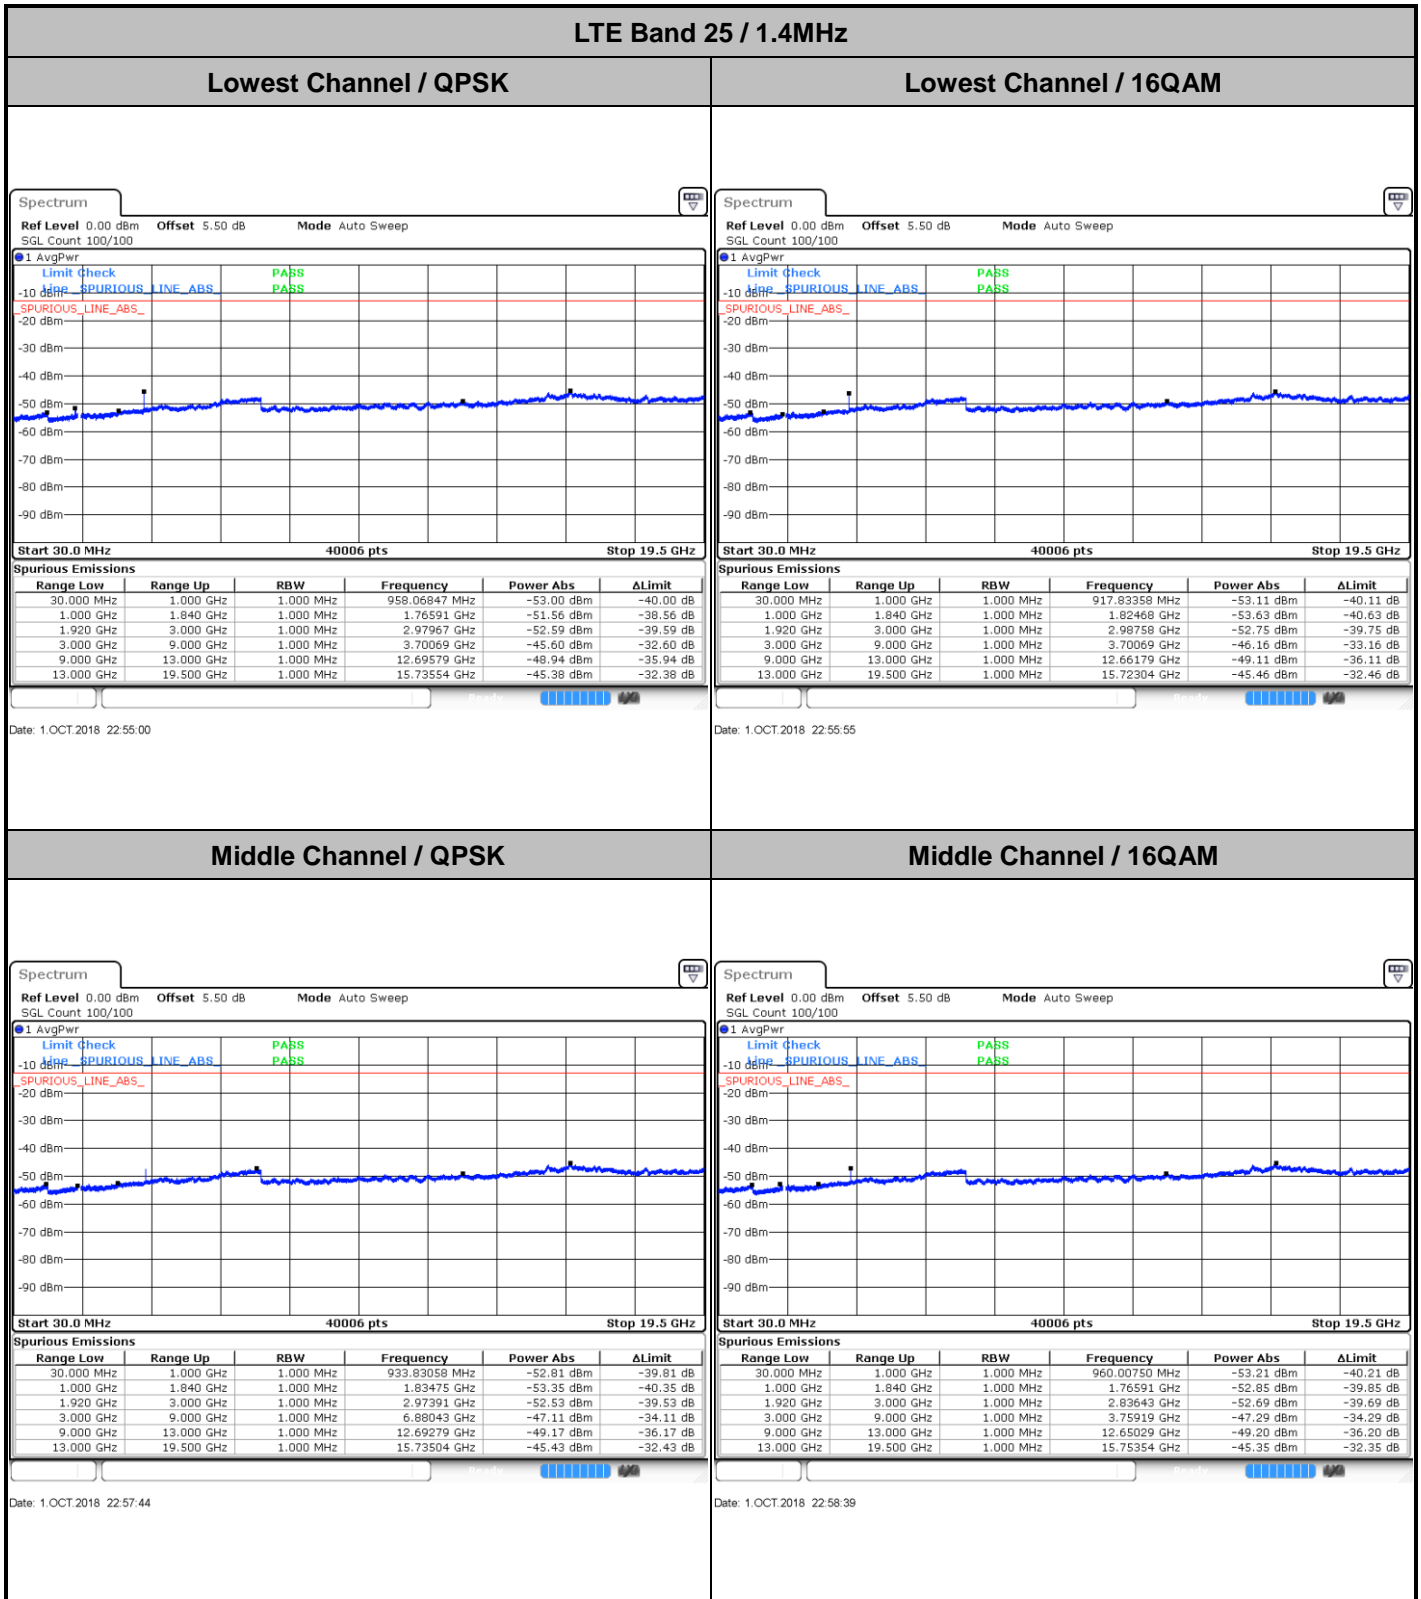 LTE Band 25 / 1.4MHz
Lowest Channel / QPSK
Lowest Channel / 16QAM
Spectrum
Ref Level 0.00 dBm Offset 5.50 dB Mode Auto Sweep
SGL Count 100/100
1 AvgPwr
Limit Check PASS
Line _SPURIOUS_LINE_ABS_ PASS
-10 dBm
_SPURIOUS_LINE_ABS_
-20 dBm
-30 dBm
-40 dBm
-50 dBm
-60 dBm
-70 dBm
-80 dBm
-90 dBm
Start 30.0 MHz 40006 pts Stop 19.5 GHz
Spurious Emissions
Range Low Range Up RBW Frequency Power Abs ΔLimit
30.000 MHz 1.000 GHz 1.000 MHz 958.06847 MHz -53.00 dBm -40.00 dB
1.000 GHz 1.840 GHz 1.000 MHz 1.76591 GHz -51.56 dBm -38.56 dB
1.920 GHz 3.000 GHz 1.000 MHz 2.97967 GHz -52.59 dBm -39.59 dB
3.000 GHz 9.000 GHz 1.000 MHz 3.70069 GHz -45.60 dBm -32.60 dB
9.000 GHz 13.000 GHz 1.000 MHz 12.69579 GHz -48.94 dBm -35.94 dB
13.000 GHz 19.500 GHz 1.000 MHz 15.73554 GHz -45.38 dBm -32.38 dB
Ready
Date: 1.OCT.2018 22:55:00
Spectrum
Ref Level 0.00 dBm Offset 5.50 dB Mode Auto Sweep
SGL Count 100/100
1 AvgPwr
Limit Check PASS
Line _SPURIOUS_LINE_ABS_ PASS
-10 dBm
_SPURIOUS_LINE_ABS_
-20 dBm
-30 dBm
-40 dBm
-50 dBm
-60 dBm
-70 dBm
-80 dBm
-90 dBm
Start 30.0 MHz 40006 pts Stop 19.5 GHz
Spurious Emissions
Range Low Range Up RBW Frequency Power Abs ΔLimit
30.000 MHz 1.000 GHz 1.000 MHz 917.83358 MHz -53.11 dBm -40.11 dB
1.000 GHz 1.840 GHz 1.000 MHz 1.82468 GHz -53.63 dBm -40.63 dB
1.920 GHz 3.000 GHz 1.000 MHz 2.98758 GHz -52.75 dBm -39.75 dB
3.000 GHz 9.000 GHz 1.000 MHz 3.70069 GHz -46.16 dBm -33.16 dB
9.000 GHz 13.000 GHz 1.000 MHz 12.66179 GHz -49.11 dBm -36.11 dB
13.000 GHz 19.500 GHz 1.000 MHz 15.72304 GHz -45.46 dBm -32.46 dB
Ready
Date: 1.OCT.2018 22:55:55
Middle Channel / QPSK
Middle Channel / 16QAM
Spectrum
Ref Level 0.00 dBm Offset 5.50 dB Mode Auto Sweep
SGL Count 100/100
1 AvgPwr
Limit Check PASS
Line _SPURIOUS_LINE_ABS_ PASS
-10 dBm
_SPURIOUS_LINE_ABS_
-20 dBm
-30 dBm
-40 dBm
-50 dBm
-60 dBm
-70 dBm
-80 dBm
-90 dBm
Start 30.0 MHz 40006 pts Stop 19.5 GHz
Spurious Emissions
Range Low Range Up RBW Frequency Power Abs ΔLimit
30.000 MHz 1.000 GHz 1.000 MHz 933.83058 MHz -52.81 dBm -39.81 dB
1.000 GHz 1.840 GHz 1.000 MHz 1.83475 GHz -53.35 dBm -40.35 dB
1.920 GHz 3.000 GHz 1.000 MHz 2.97391 GHz -52.53 dBm -39.53 dB
3.000 GHz 9.000 GHz 1.000 MHz 6.88043 GHz -47.11 dBm -34.11 dB
9.000 GHz 13.000 GHz 1.000 MHz 12.69279 GHz -49.17 dBm -36.17 dB
13.000 GHz 19.500 GHz 1.000 MHz 15.73504 GHz -45.43 dBm -32.43 dB
Ready
Date: 1.OCT.2018 22:57:44
Spectrum
Ref Level 0.00 dBm Offset 5.50 dB Mode Auto Sweep
SGL Count 100/100
1 AvgPwr
Limit Check PASS
Line _SPURIOUS_LINE_ABS_ PASS
-10 dBm
_SPURIOUS_LINE_ABS_
-20 dBm
-30 dBm
-40 dBm
-50 dBm
-60 dBm
-70 dBm
-80 dBm
-90 dBm
Start 30.0 MHz 40006 pts Stop 19.5 GHz
Spurious Emissions
Range Low Range Up RBW Frequency Power Abs ΔLimit
30.000 MHz 1.000 GHz 1.000 MHz 960.00750 MHz -53.21 dBm -40.21 dB
1.000 GHz 1.840 GHz 1.000 MHz 1.76591 GHz -52.85 dBm -39.85 dB
1.920 GHz 3.000 GHz 1.000 MHz 2.83643 GHz -52.69 dBm -39.69 dB
3.000 GHz 9.000 GHz 1.000 MHz 3.75919 GHz -47.29 dBm -34.29 dB
9.000 GHz 13.000 GHz 1.000 MHz 12.65029 GHz -49.20 dBm -36.20 dB
13.000 GHz 19.500 GHz 1.000 MHz 15.75354 GHz -45.35 dBm -32.35 dB
Ready
Date: 1.OCT.2018 22:58:39